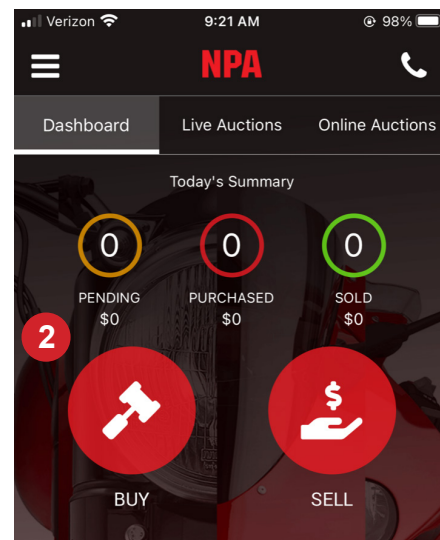 Verizon 9:21 AM 98%
NPA
Dashboard Live Auctions Online Auctions
Today's Summary
0 0 0
PENDING PURCHASED SOLD
$0 $0 $0
2
$
BUY SELL